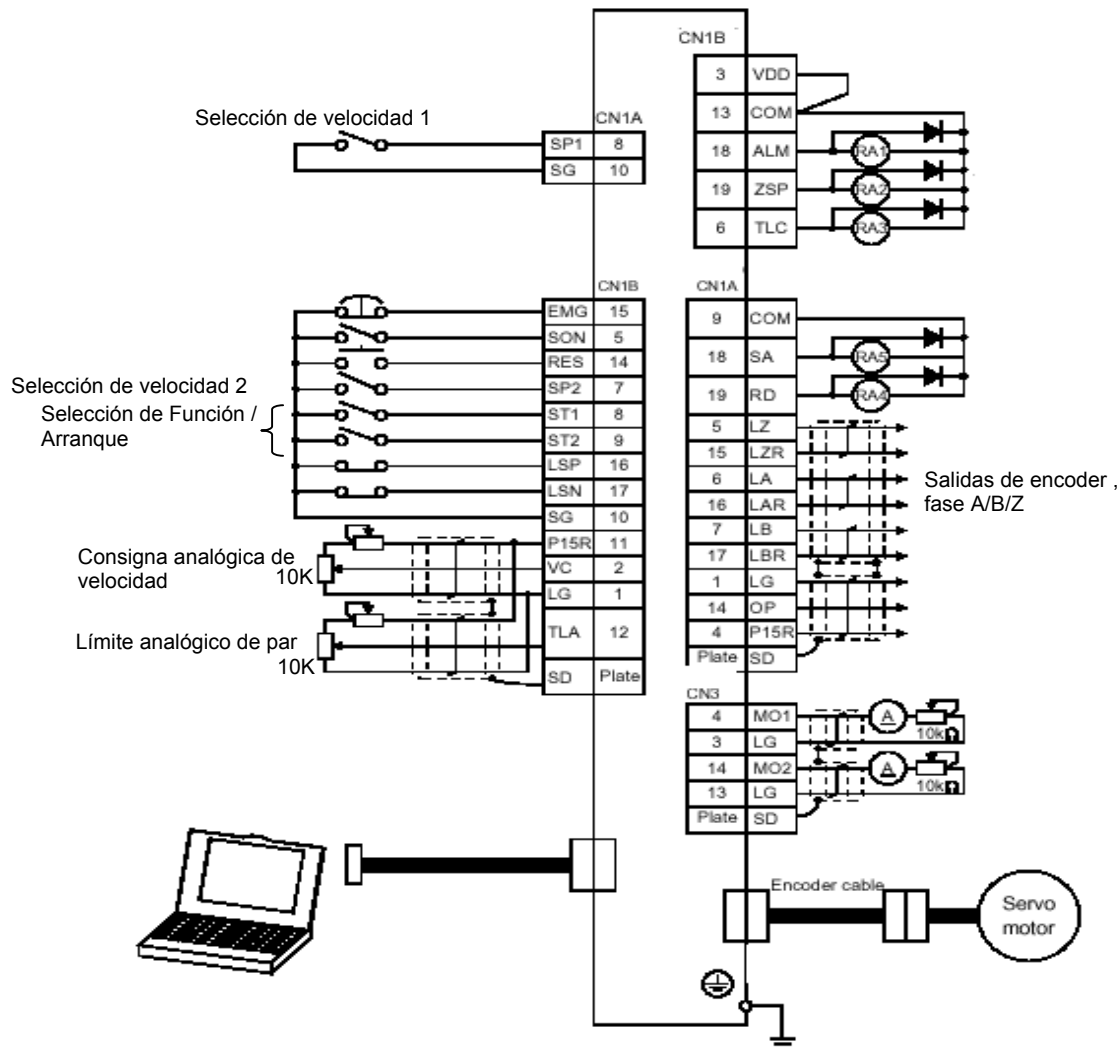 CN1B
3 VDD
13 COM
18 ALM RA1
19 ZSP RA2
6 TLC RA3
Selección de velocidad 1
CN1A
SP1 8
SG 10
CN1B
EMG 15
SON 5
RES 14
SP2 7
ST1 8
ST2 9
LSP 16
LSN 17
SG 10
P15R 11
VC 2
LG 1
TLA 12
SD Plate
Selección de velocidad 2
Selección de Función /
Arranque
Consigna analógica de
velocidad
10K
Límite analógico de par
10K
CN1A
9 COM
18 SA RA5
19 RD RA4
5 LZ
15 LZR
6 LA
16 LAR
7 LB
17 LBR
1 LG
14 OP
4 P15R
Plate SD
Salidas de encoder ,
fase A/B/Z
CN3
4 MO1 A 10kΩ
3 LG
14 MO2 A 10kΩ
13 LG
Plate SD
Encoder cable
Servo
motor